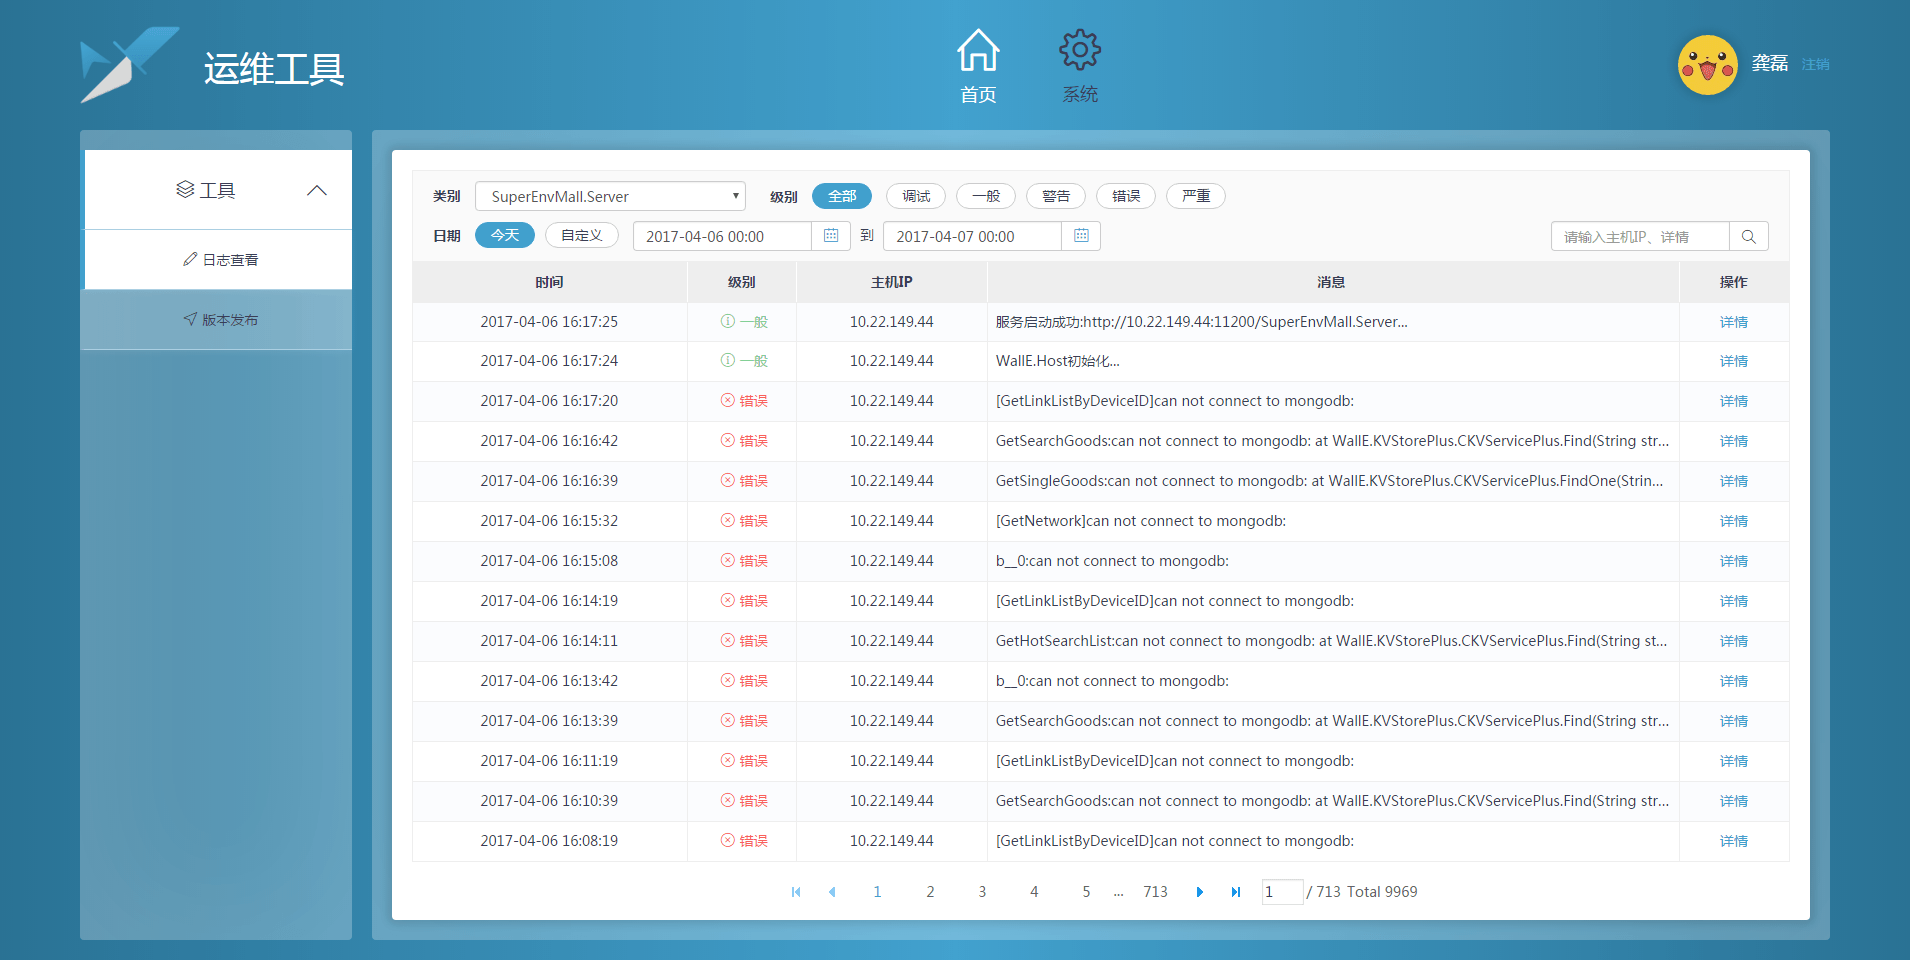 运维工具
首页
系统
龚磊 注销
工具
日志查看
版本发布
类别 SuperEnvMall.Server 级别 全部 调试 一般 警告 错误 严重
日期 今天 自定义 2017-04-06 00:00 到 2017-04-07 00:00 请输入主机IP、详情
时间 级别 主机IP 消息 操作
2017-04-06 16:17:25 一般 10.22.149.44 服务启动成功:http://10.22.149.44:11200/SuperEnvMall.Server... 详情
2017-04-06 16:17:24 一般 10.22.149.44 WallE.Host初始化... 详情
2017-04-06 16:17:20 错误 10.22.149.44 [GetLinkListByDeviceID]can not connect to mongodb: 详情
2017-04-06 16:16:42 错误 10.22.149.44 GetSearchGoods:can not connect to mongodb: at WallE.KVStorePlus.CKVServicePlus.Find(String str... 详情
2017-04-06 16:16:39 错误 10.22.149.44 GetSingleGoods:can not connect to mongodb: at WallE.KVStorePlus.CKVServicePlus.FindOne(Strin... 详情
2017-04-06 16:15:32 错误 10.22.149.44 [GetNetwork]can not connect to mongodb: 详情
2017-04-06 16:15:08 错误 10.22.149.44 b__0:can not connect to mongodb: 详情
2017-04-06 16:14:19 错误 10.22.149.44 [GetLinkListByDeviceID]can not connect to mongodb: 详情
2017-04-06 16:14:11 错误 10.22.149.44 GetHotSearchList:can not connect to mongodb: at WallE.KVStorePlus.CKVServicePlus.Find(String st... 详情
2017-04-06 16:13:42 错误 10.22.149.44 b__0:can not connect to mongodb: 详情
2017-04-06 16:13:39 错误 10.22.149.44 GetSearchGoods:can not connect to mongodb: at WallE.KVStorePlus.CKVServicePlus.Find(String str... 详情
2017-04-06 16:11:19 错误 10.22.149.44 [GetLinkListByDeviceID]can not connect to mongodb: 详情
2017-04-06 16:10:39 错误 10.22.149.44 GetSearchGoods:can not connect to mongodb: at WallE.KVStorePlus.CKVServicePlus.Find(String str... 详情
2017-04-06 16:08:19 错误 10.22.149.44 [GetLinkListByDeviceID]can not connect to mongodb: 详情
1 2 3 4 5 ... 713 1 / 713 Total 9969